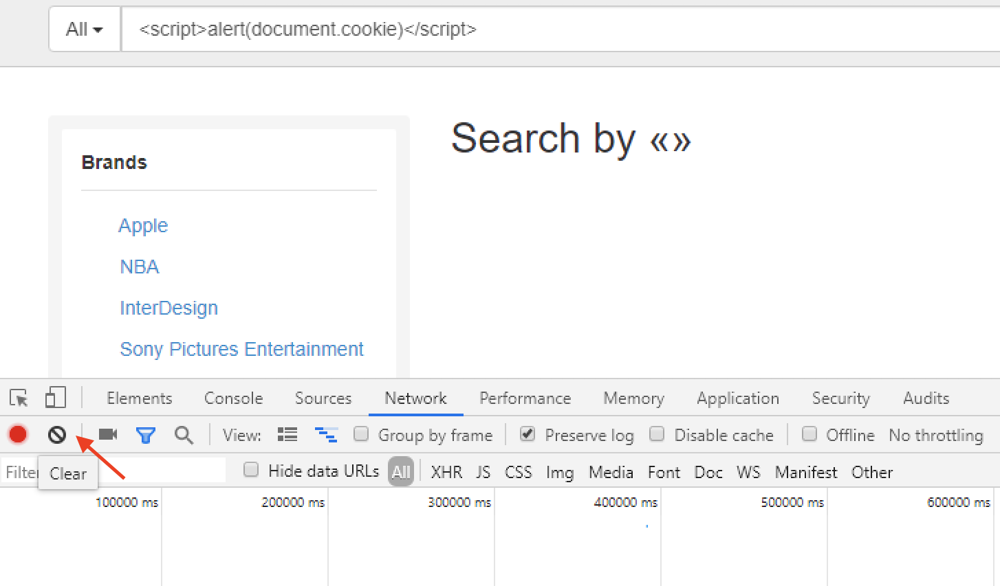 All <script>alert(document.cookie)</script>
Search by «»
Brands
Apple
NBA
InterDesign
Sony Pictures Entertainment
Elements Console Sources Network Performance Memory Application Security Audits
View: Group by frame Preserve log Disable cache Offline No throttling
Clear Hide data URLs All XHR JS CSS Img Media Font Doc WS Manifest Other
100000 ms 200000 ms 300000 ms 400000 ms 500000 ms 600000 ms